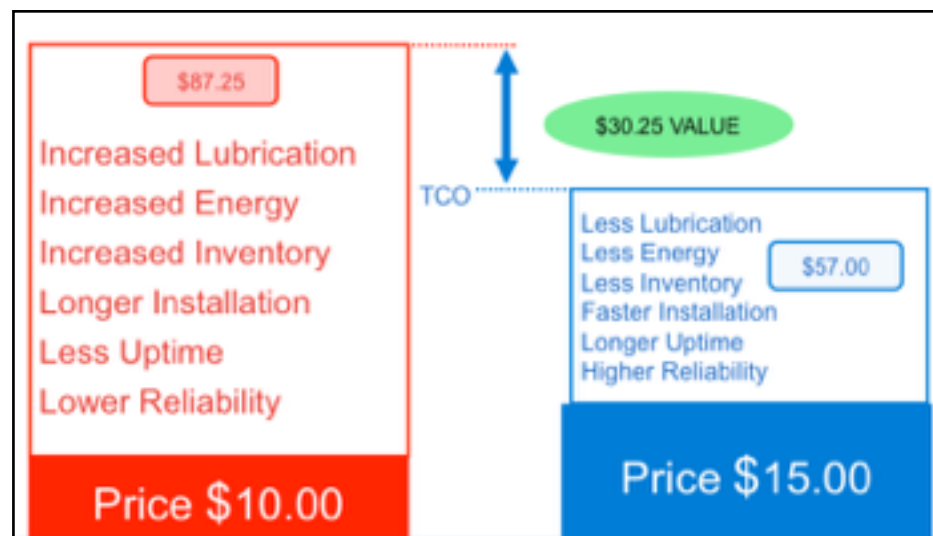 $87.25
Increased Lubrication
Increased Energy
Increased Inventory
Longer Installation
Less Uptime
Lower Reliability
Price $10.00
$30.25 VALUE
TCO
Less Lubrication
Less Energy
Less Inventory
$57.00
Faster Installation
Longer Uptime
Higher Reliability
Price $15.00